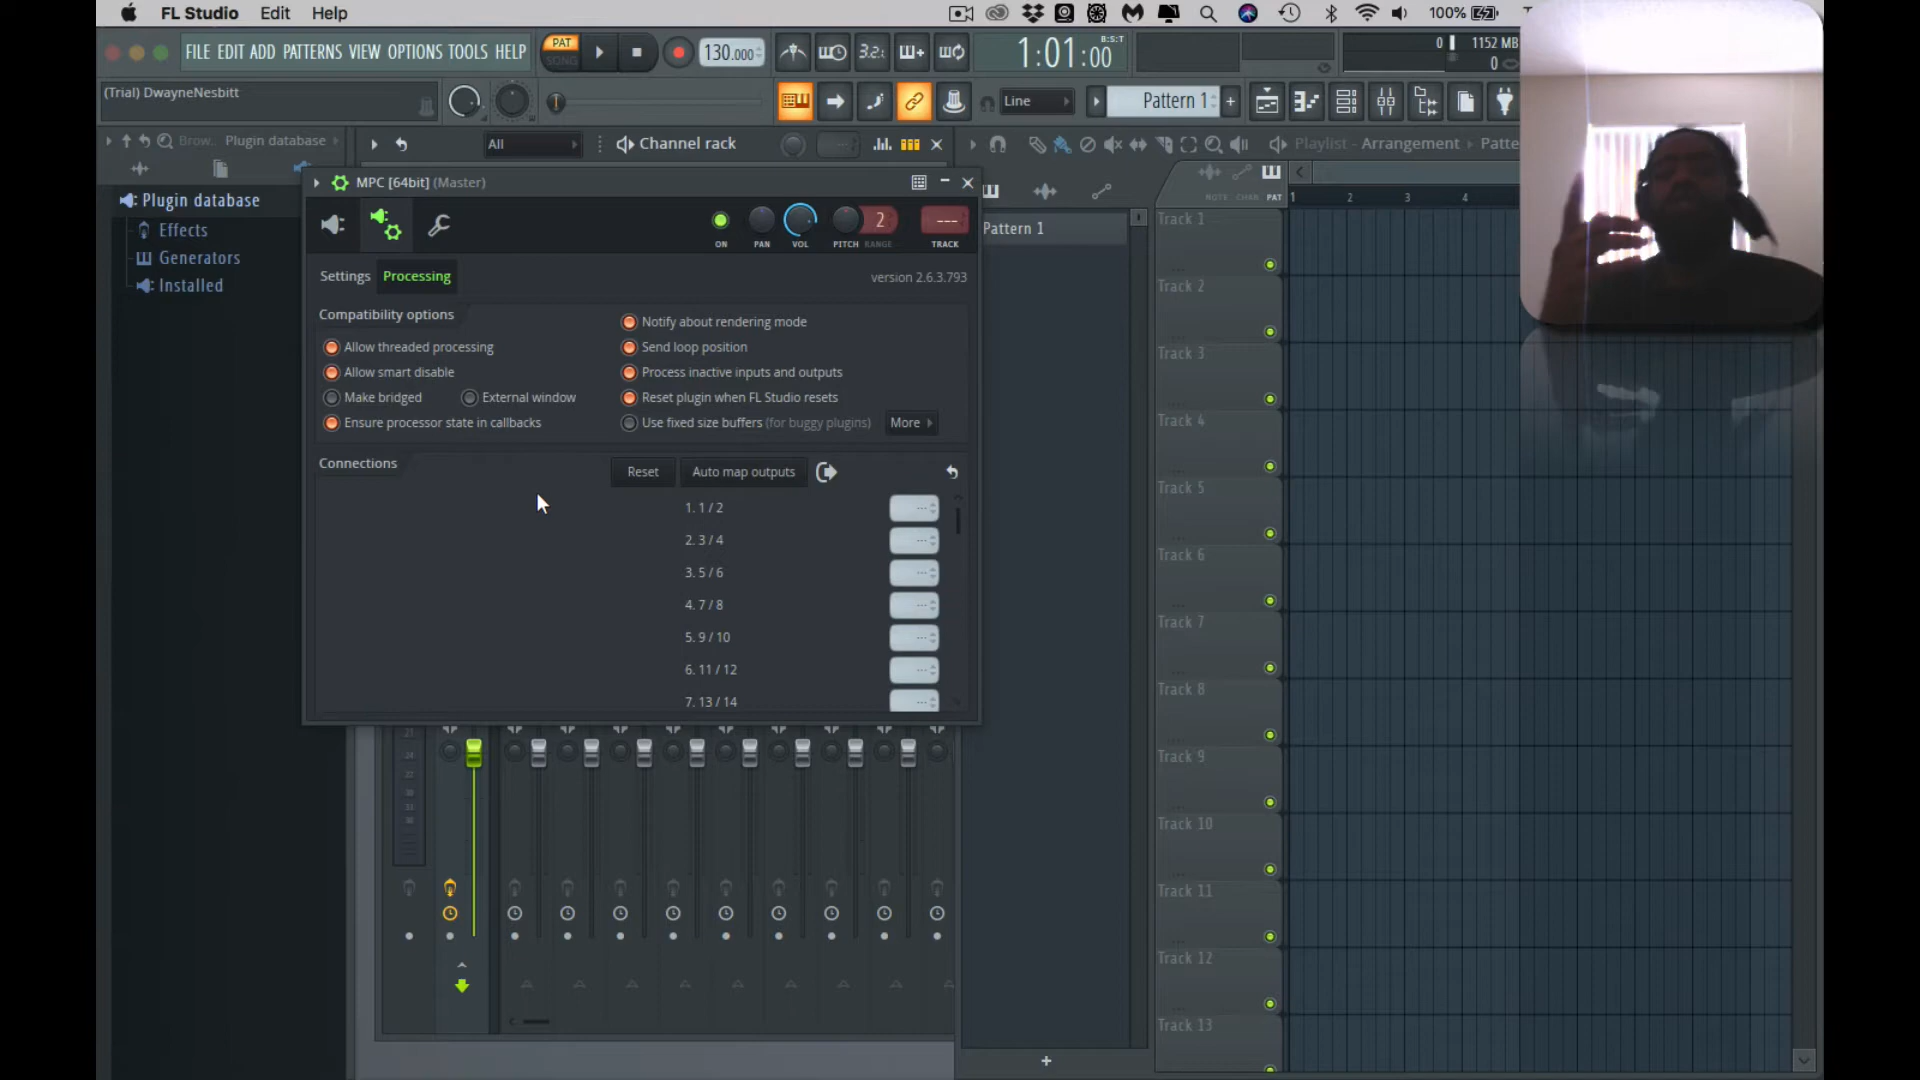 FL Studio Edit Help
100%
FILE EDIT ADD PATTERNS VIEW OPTIONS TOOLS HELP
PAT
SONG
130.000
3.2.
1:01:00
B:S:T
0
1152 MB
0
(Trial) DwayneNesbitt
Line
Pattern 1
Brow.. Plugin database
All
Channel rack
Playlist - Arrangement
Patte
Plugin database
Effects
Generators
Installed
MPC [64bit] (Master)
ON
PAN
VOL
PITCH
RANGE
2
---
TRACK
Settings
Processing
version 2.6.3.793
Compatibility options
Allow threaded processing
Allow smart disable
Make bridged
External window
Ensure processor state in callbacks
Notify about rendering mode
Send loop position
Process inactive inputs and outputs
Reset plugin when FL Studio resets
Use fixed size buffers (for buggy plugins)
More
Connections
Reset
Auto map outputs
1. 1 / 2
---
2. 3 / 4
---
3. 5 / 6
---
4. 7 / 8
---
5. 9 / 10
---
6. 11 / 12
---
7. 13 / 14
---
Pattern 1
NOTE CHAN PAT
1 2 3 4
Track 1
Track 2
Track 3
Track 4
Track 5
Track 6
Track 7
Track 8
Track 9
Track 10
Track 11
Track 12
Track 13